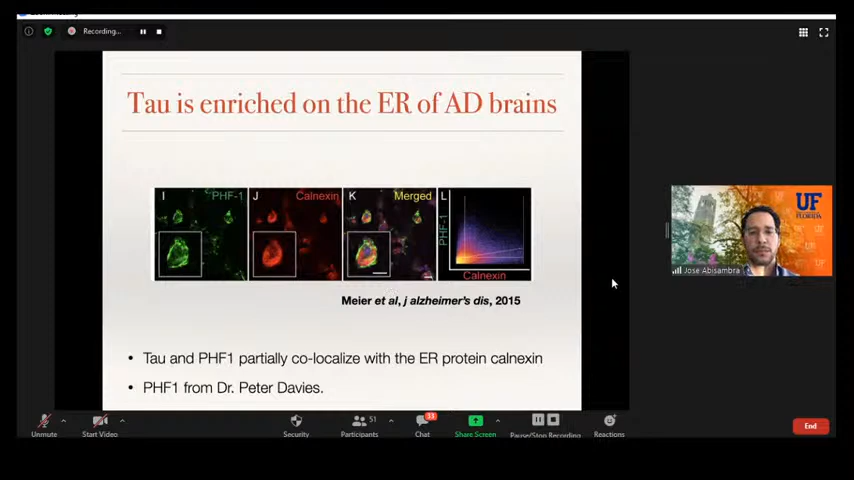 Recording...
Tau is enriched on the ER of AD brains
I PHF-1 J Calnexin K Merged L PHF-1
Calnexin
Meier et al, j alzheimer's dis, 2015
• Tau and PHF1 partially co-localize with the ER protein calnexin
• PHF1 from Dr. Peter Davies.
UF
FLORIDA
Jose Abisambra
Unmute Start Video Security Participants 51 Chat 33 Share Screen Pause/Stop Recording Reactions End